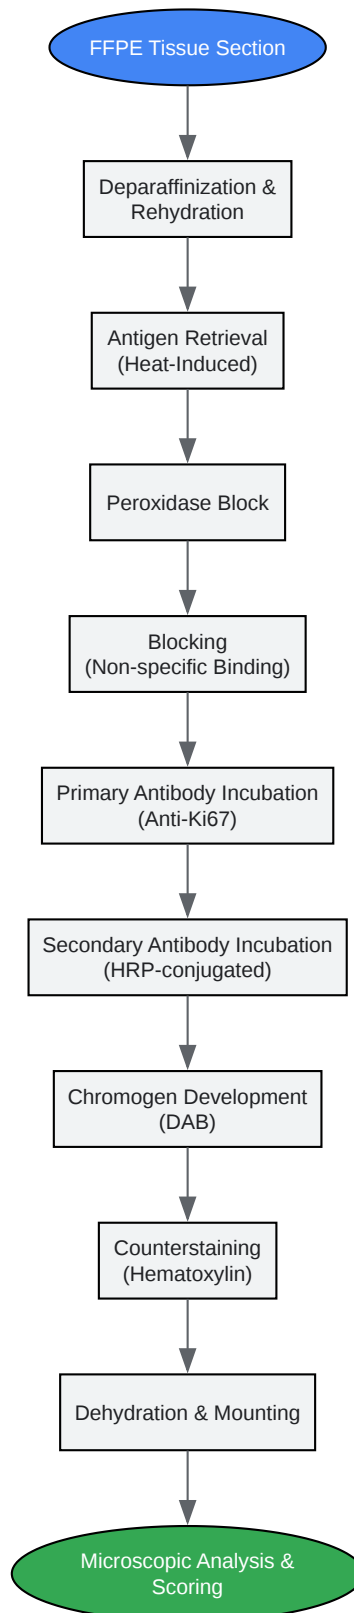 FFPE Tissue Section
Deparaffinization &
Rehydration
Antigen Retrieval
(Heat-Induced)
Peroxidase Block
Blocking
(Non-specific Binding)
Primary Antibody Incubation
(Anti-Ki67)
Secondary Antibody Incubation
(HRP-conjugated)
Chromogen Development
(DAB)
Counterstaining
(Hematoxylin)
Dehydration & Mounting
Microscopic Analysis &
Scoring